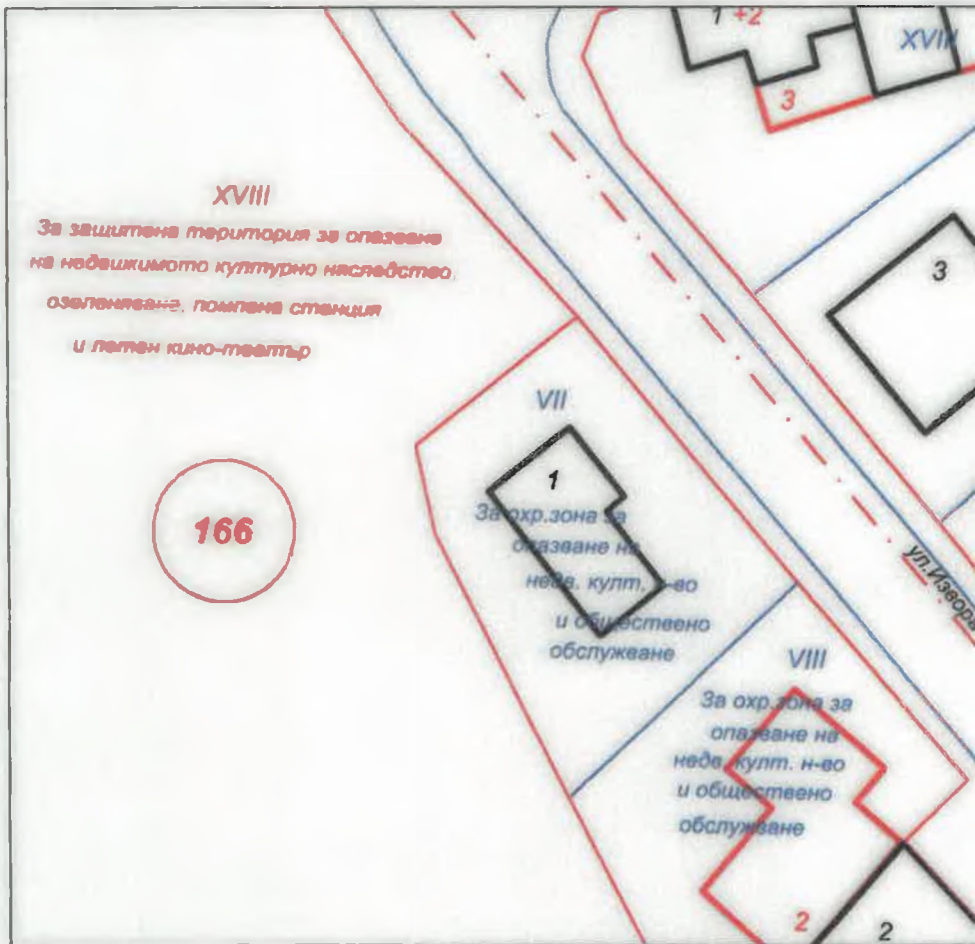 1 +2
XVIII
3
XVIII
За защитена територия за опазване
на недвижимото културно наследство,
озеленяване, помпена станция
и летен кино-театър
3
VII
1
За охр.зона за
опазване на
недв. култ. н-во
и обществено
обслужване
166
ул.Извора
VIII
За охр.зона за
опазване на
недв. култ. н-во
и обществено
обслужване
2
2